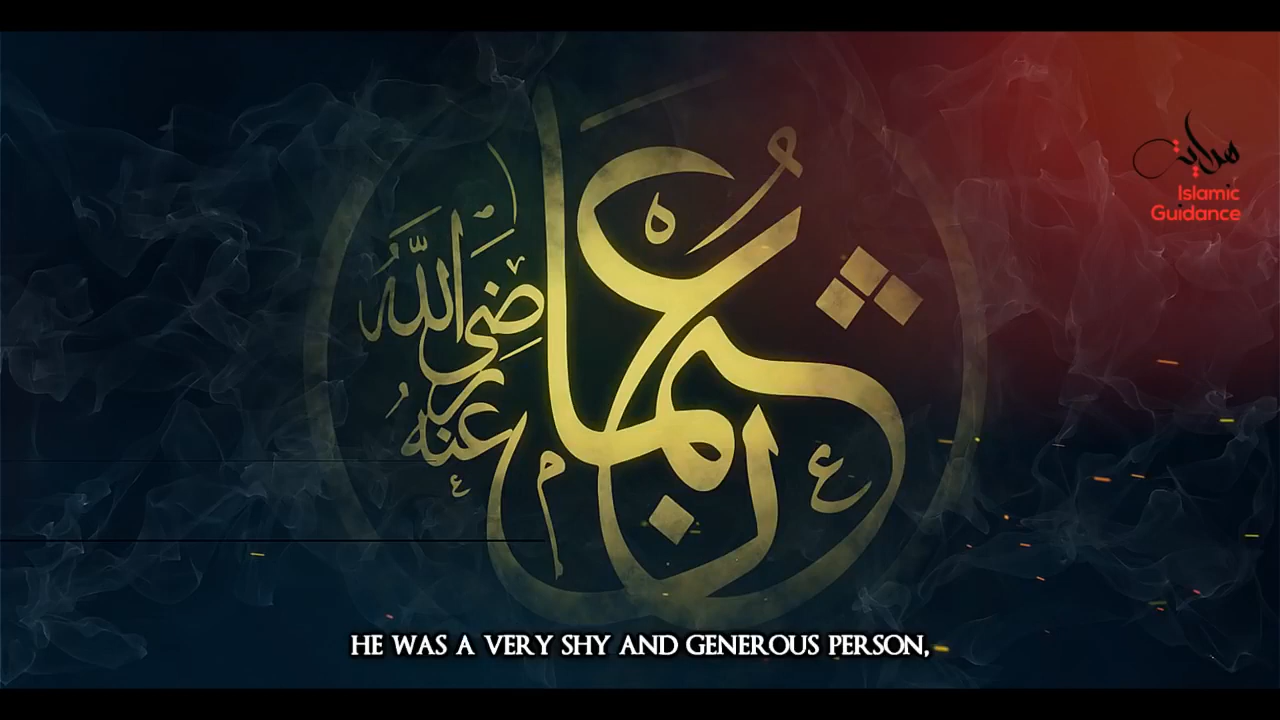 عثمان
رضي الله
عنه
هداية
Islamic
Guidance
HE WAS A VERY SHY AND GENEROUS PERSON,